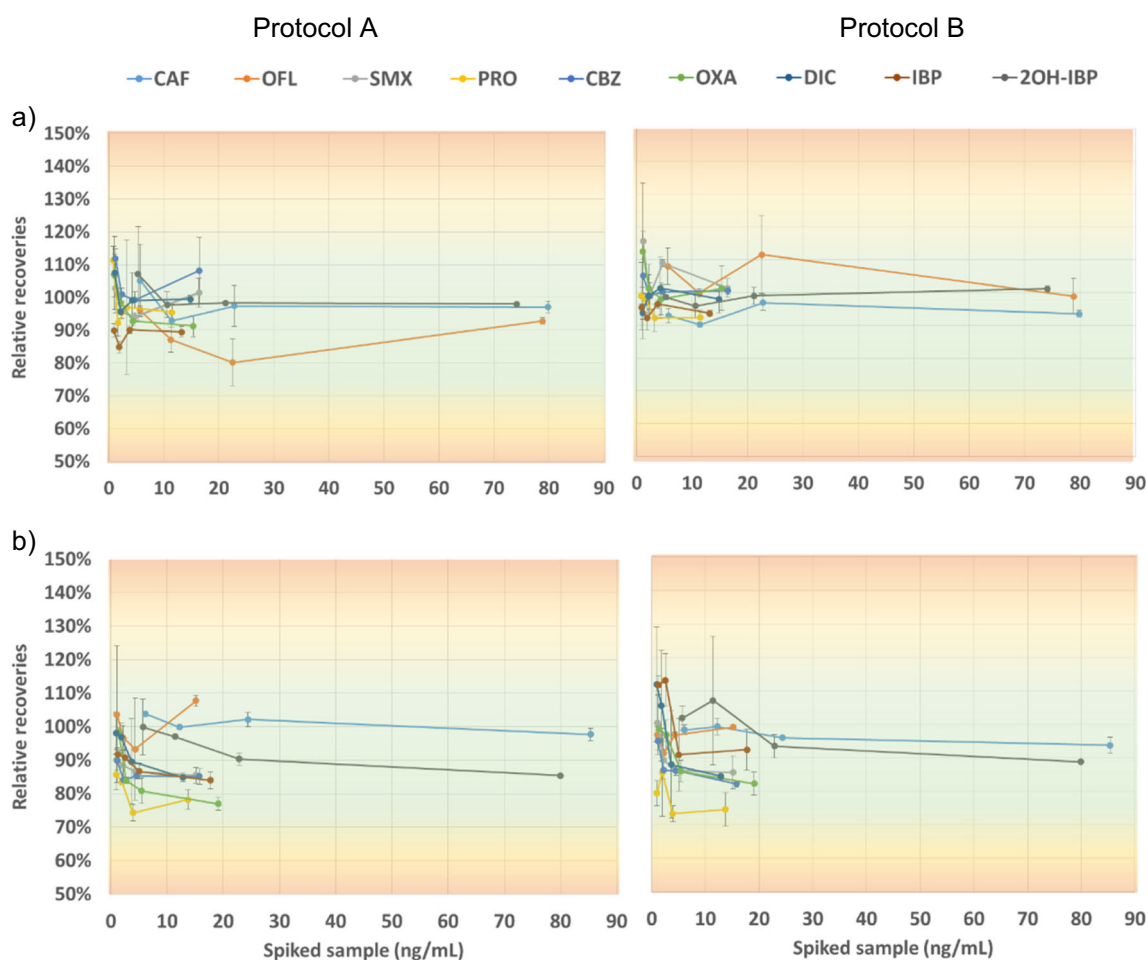 Protocol A Protocol B
CAF OFL SMX PRO CBZ OXA DIC IBP 2OH-IBP
a)
Relative recoveries
150%
140%
130%
120%
110%
100%
90%
80%
70%
60%
50%
0 10 20 30 40 50 60 70 80 90
0 10 20 30 40 50 60 70 80 90
b)
Relative recoveries
150%
140%
130%
120%
110%
100%
90%
80%
70%
60%
50%
0 10 20 30 40 50 60 70 80 90
0 10 20 30 40 50 60 70 80 90
Spiked sample (ng/mL) Spiked sample (ng/mL)